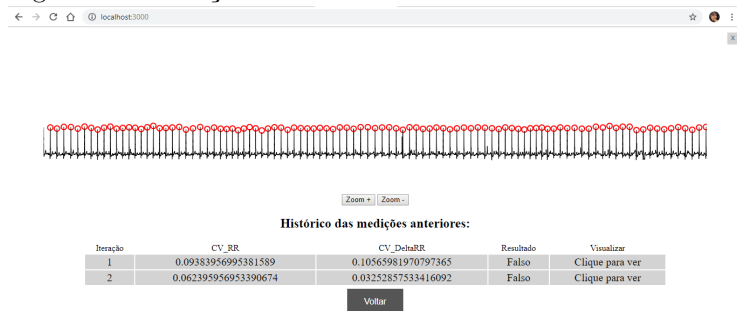 localhost:3000
x
Zoom + Zoom -
Histórico das medições anteriores:
Iteração CV_RR CV_DeltaRR Resultado Visualizar
1 0.09383956995381589 0.10565981970797365 Falso Clique para ver
2 0.062395956953390674 0.03252857533416092 Falso Clique para ver
Voltar